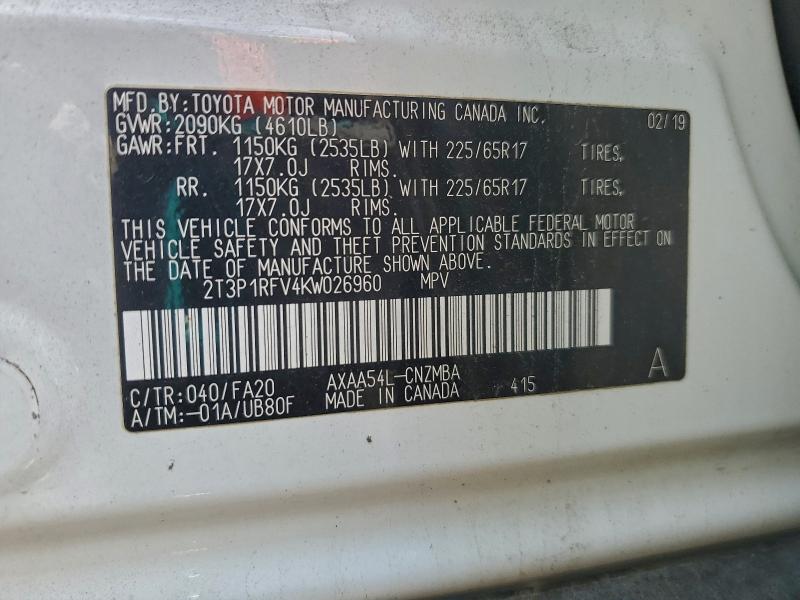 MFD.BY:TOYOTA MOTOR MANUFACTURING CANADA INC. 02/19
GVWR:2090KG (4610LB)
GAWR:FRT. 1150KG (2535LB) WITH 225/65R17 TIRES,
17X7.0J RIMS.
RR. 1150KG (2535LB) WITH 225/65R17 TIRES,
17X7.0J RIMS.
THIS VEHICLE CONFORMS TO ALL APPLICABLE FEDERAL MOTOR
VEHICLE SAFETY AND THEFT PREVENTION STANDARDS IN EFFECT ON
THE DATE OF MANUFACTURE SHOWN ABOVE.
2T3P1RFV4KW026960 MPV
C/TR:040/FA20 AXAA54L-CNZMBA
A/TM:-01A/UB80F MADE IN CANADA 415 A